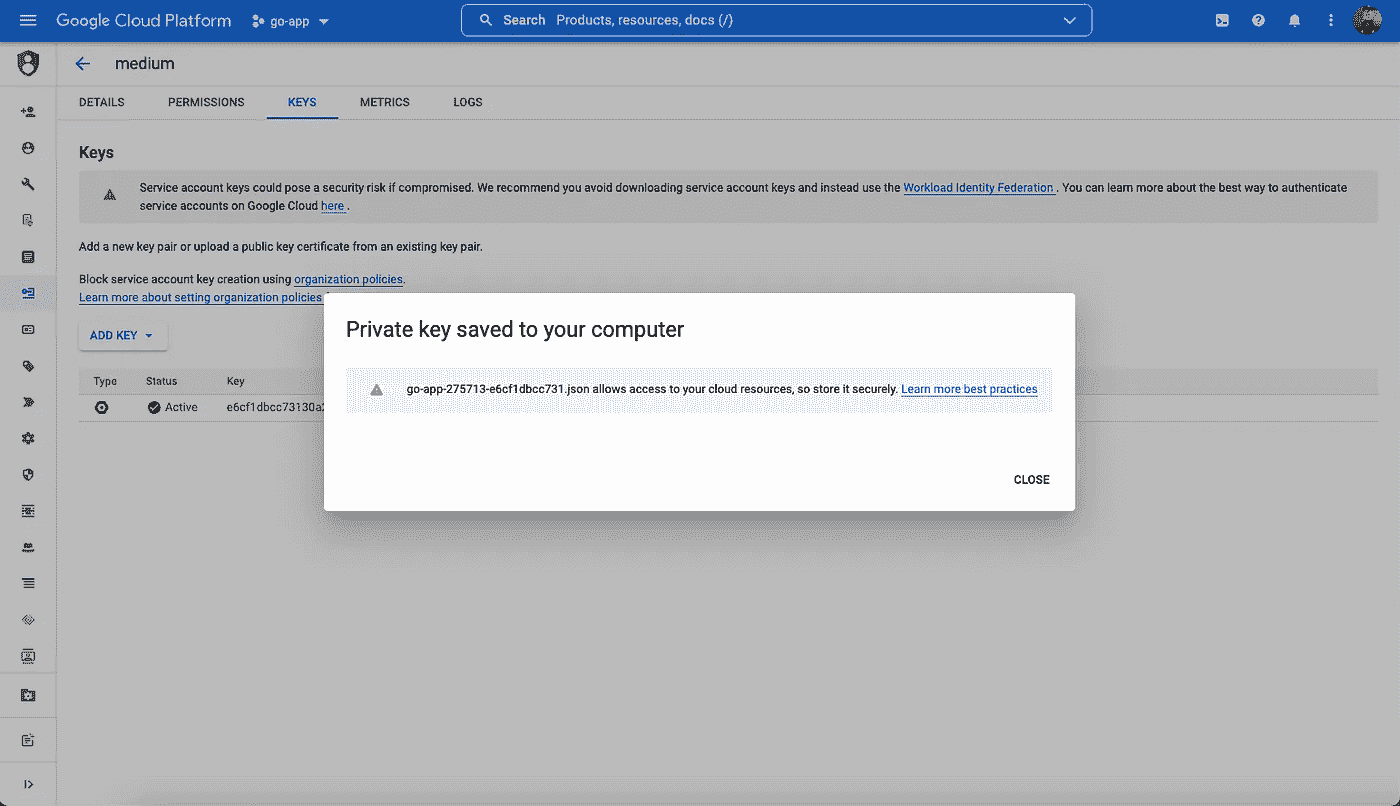 Google Cloud Platform
go-app
Search Products, resources, docs (/)
medium
DETAILS
PERMISSIONS
KEYS
METRICS
LOGS
Keys
Service account keys could pose a security risk if compromised. We recommend you avoid downloading service account keys and instead use the Workload Identity Federation . You can learn more about the best way to authenticate
service accounts on Google Cloud here .
Add a new key pair or upload a public key certificate from an existing key pair.
Block service account key creation using organization policies.
Learn more about setting organization policies
ADD KEY
Type Status Key
Active e6cf1dbcc73130a
Private key saved to your computer
go-app-275713-e6cf1dbcc731.json allows access to your cloud resources, so store it securely. Learn more best practices
CLOSE